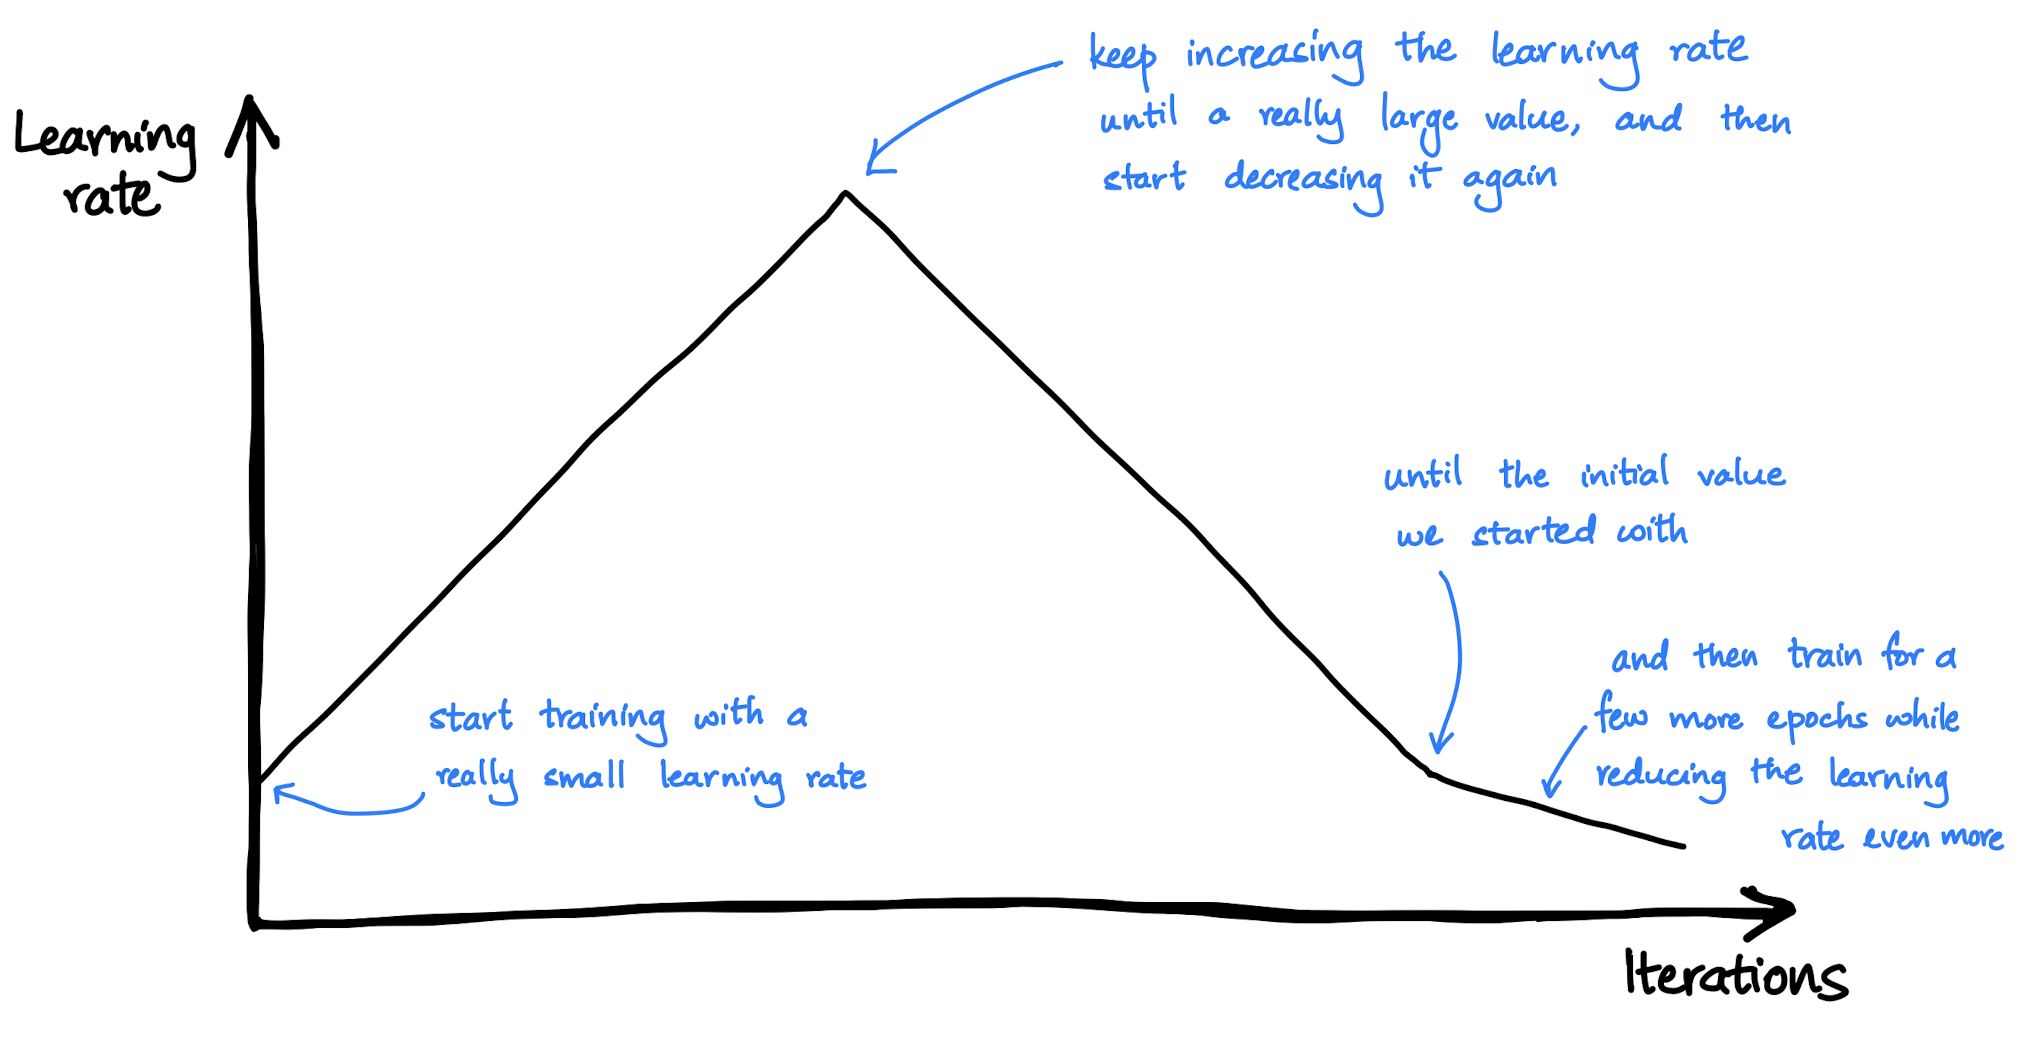 Learning
rate
keep increasing the learning rate
until a really large value, and then
start decreasing it again
until the initial value
we started with
and then train for a
few more epochs while
reducing the learning
rate even more
start training with a
really small learning rate
Iterations